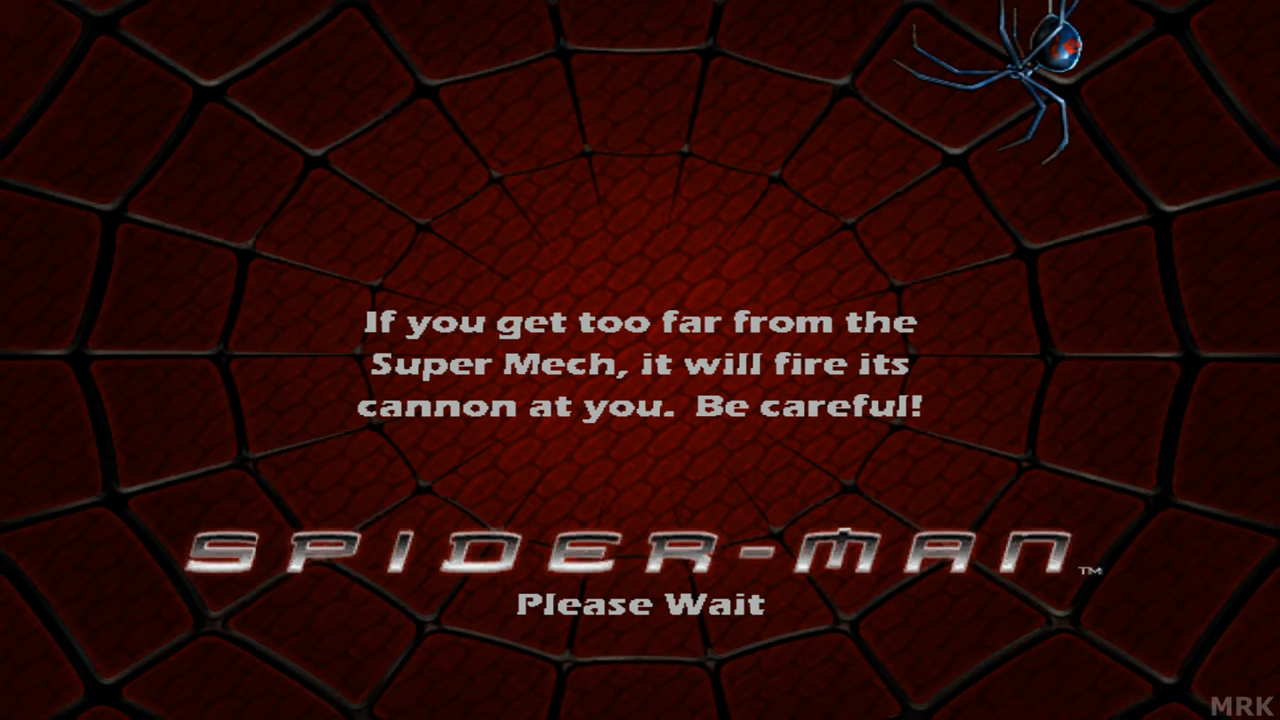 If you get too far from the
Super Mech, it will fire its
cannon at you.  Be careful!
SPIDER-MAN™
Please Wait
MRK